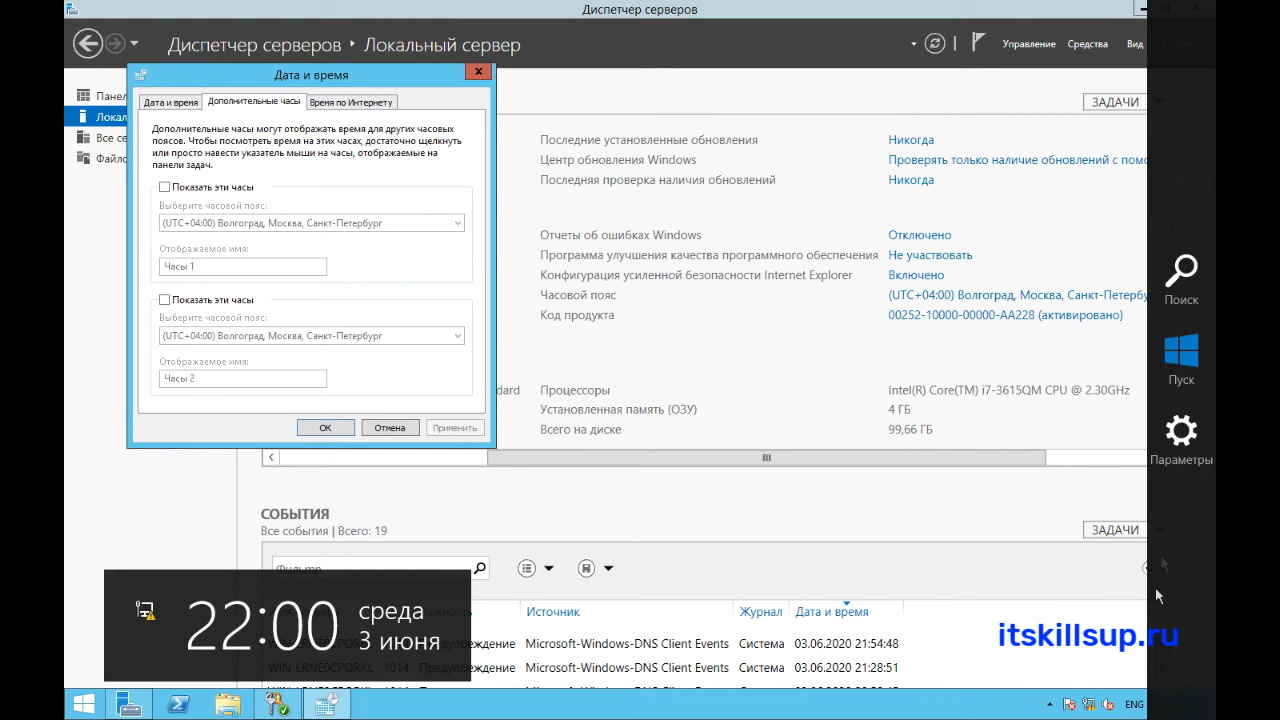 Диспетчер серверов
Диспетчер серверов
Локальный сервер
Управление
Средства
Вид
Дата и время
Дата и время
Дополнительные часы
Время по Интернету
Дополнительные часы могут отображать время для других часовых
поясов. Чтобы посмотреть время на этих часах, достаточно щелкнуть
или просто навести указатель мыши на часы, отображаемые на
панели задач.
Показать эти часы
Выберите часовой пояс:
(UTC+04:00) Волгоград, Москва, Санкт-Петербург
Отображаемое имя:
Часы 1
Показать эти часы
Выберите часовой пояс:
(UTC+04:00) Волгоград, Москва, Санкт-Петербург
Отображаемое имя:
Часы 2
ОК
Отмена
Применить
Панел
Локал
Все се
Файло
ЗАДАЧИ
Последние установленные обновления
Никогда
Центр обновления Windows
Проверять только наличие обновлений с помо
Последняя проверка наличия обновлений
Никогда
Отчеты об ошибках Windows
Отключено
Программа улучшения качества программного обеспечения
Не участвовать
Конфигурация усиленной безопасности Internet Explorer
Включено
Часовой пояс
(UTC+04:00) Волгоград, Москва, Санкт-Петербу
Код продукта
00252-10000-00000-AA228 (активировано)
dard
Процессоры
Intel(R) Core(TM) i7-3615QM CPU @ 2.30GHz
Установленная память (ОЗУ)
4 ГБ
Всего на диске
99,66 ГБ
Поиск
Пуск
Параметры
СОБЫТИЯ
Все события | Всего: 19
ЗАДАЧИ
Фильтр
Источник
Журнал
Дата и время
1014 Предупреждение
Microsoft-Windows-DNS Client Events
Система
03.06.2020 21:54:48
Microsoft-Windows-DNS Client Events
Система
03.06.2020 21:28:51
22:00
среда
3 июня
itskillsup.ru
ENG